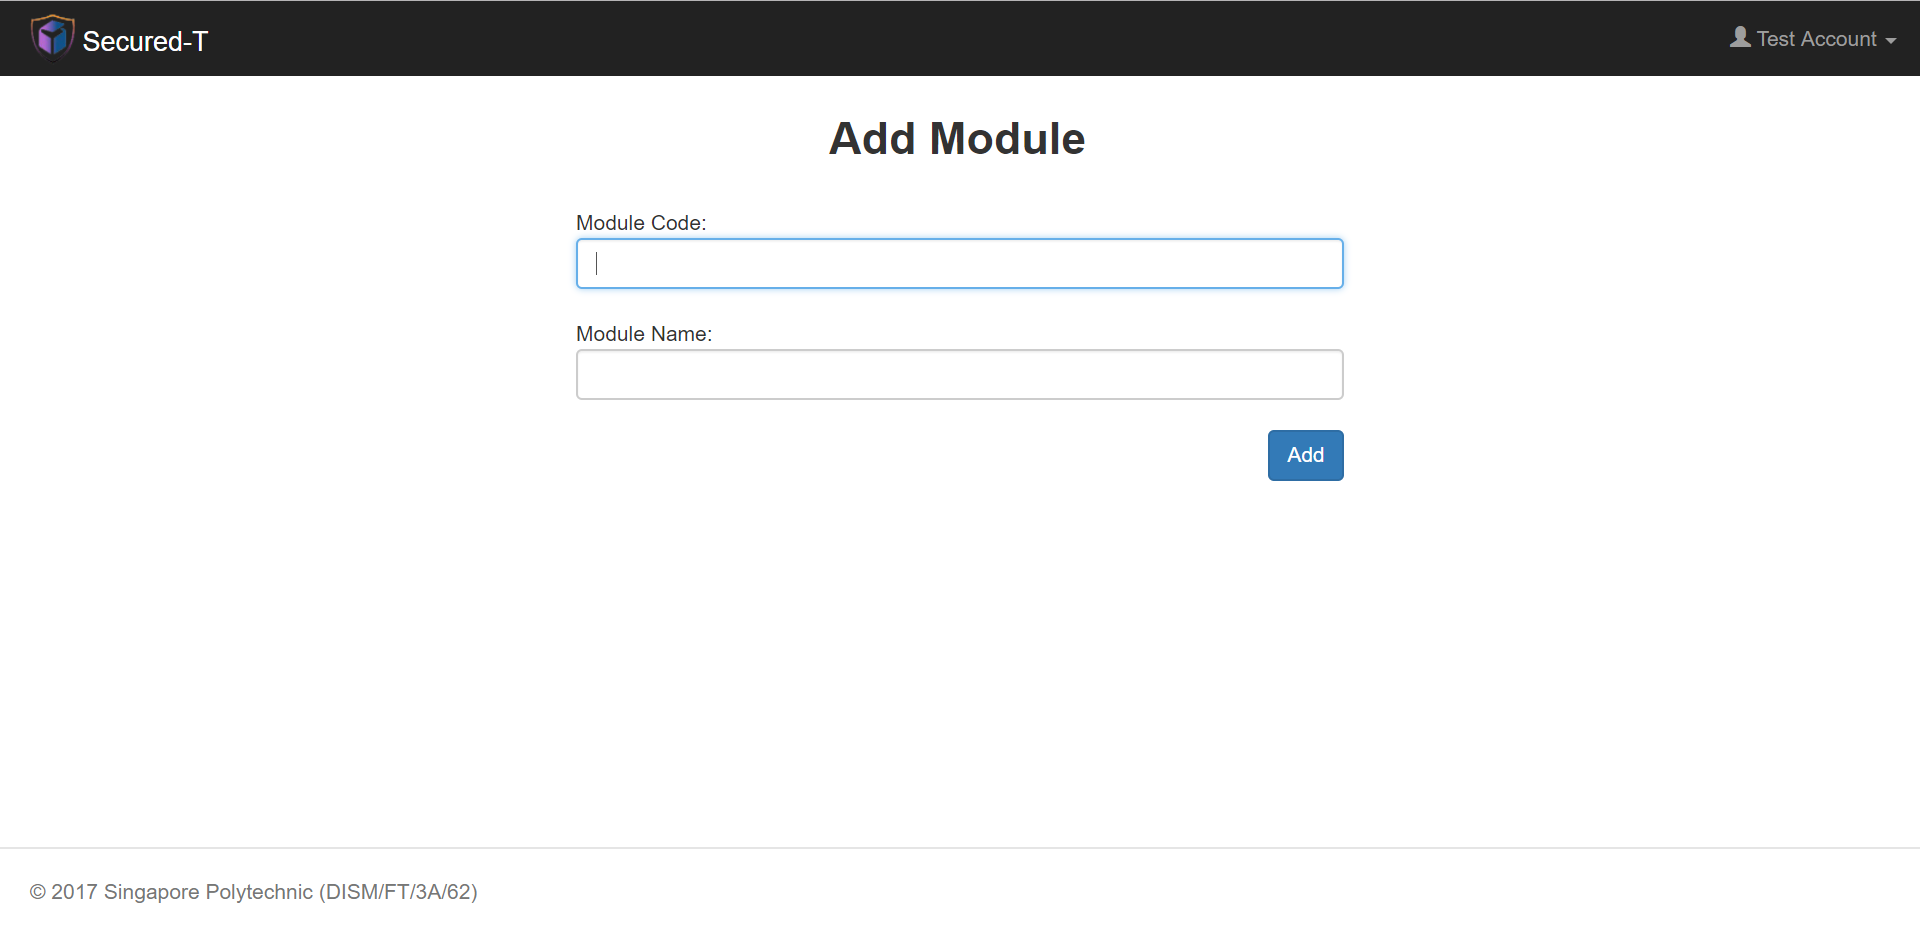 Secured-T
Test Account
Add Module
Module Code:
Module Name:
Add
© 2017 Singapore Polytechnic (DISM/FT/3A/62)